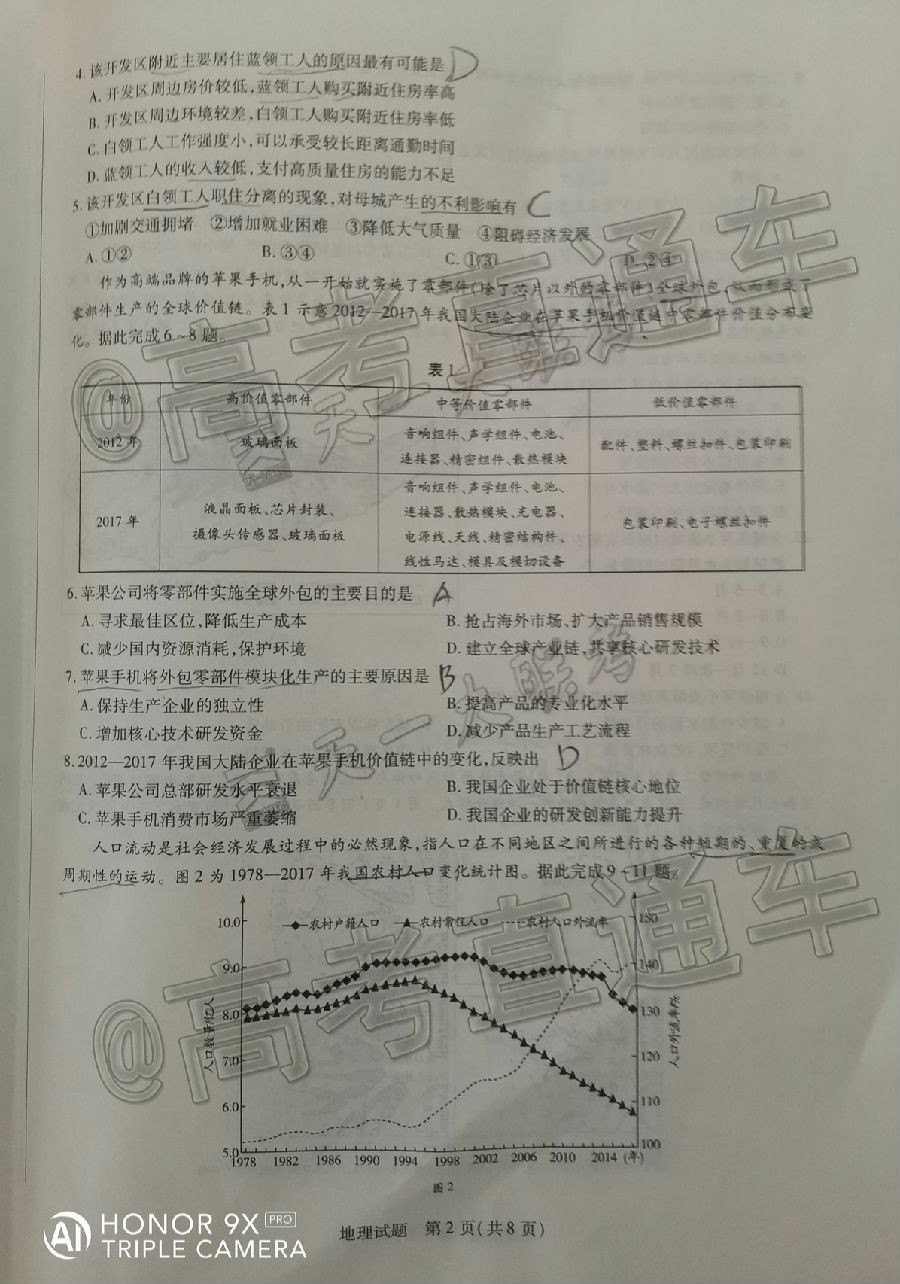 4.该开发区附近主要居住蓝领工人的原因最有可能是 D
A.开发区周边房价较低,蓝领工人购买附近住房率高
B.开发区周边环境较差,白领工人购买附近住房率低
C.白领工人工作强度小,可以承受较长距离通勤时间
D.蓝领工人的收入较低,支付高质量住房的能力不足
5.该开发区白领工人职住分离的现象,对母城产生的不利影响有 C
①加剧交通拥堵 ②增加就业困难 ③降低大气质量 ④阻碍经济发展
A.①② B.③④ C.①③ D.②④
作为高端品牌的苹果手机,从一开始就实施了零部件(除了芯片以外的零部件)全球外包,从而形成了
零部件生产的全球价值链。表1示意2012—2017年我国大陆企业在苹果手机价值链中零部件价值分布变
化。据此完成6~8题。
表1
年份 高价值零部件 中等价值零部件 低价值零部件
2012年 玻璃面板 音响组件、声学组件、电池、 配件、塑料、螺丝扣件、包装印刷
连接器、精密组件、散热模块
2017年 液晶面板、芯片封装、 音响组件、声学组件、电池、 包装印刷、电子螺丝扣件
摄像头传感器、玻璃面板 连接器、散热模块、充电器、
电源线、天线、精密结构件、
线性马达、模具及模切设备
6.苹果公司将零部件实施全球外包的主要目的是 A
A.寻求最佳区位,降低生产成本 B.抢占海外市场,扩大产品销售规模
C.减少国内资源消耗,保护环境 D.建立全球产业链,共享核心研发技术
7.苹果手机将外包零部件模块化生产的主要原因是 B
A.保持生产企业的独立性 B.提高产品的专业化水平
C.增加核心技术研发资金 D.减少产品生产工艺流程
8.2012—2017年我国大陆企业在苹果手机价值链中的变化,反映出 D
A.苹果公司总部研发水平衰退 B.我国企业处于价值链核心地位
C.苹果手机消费市场严重萎缩 D.我国企业的研发创新能力提升
人口流动是社会经济发展过程中的必然现象,指人口在不同地区之间所进行的各种短期的、重复的或
周期性的运动。图2为1978—2017年我国农村人口变化统计图。据此完成9~11题。
农村户籍人口 农村常住人口 农村人口外流率
人口数量/亿人
10.0
9.0
8.0
7.0
6.0
5.0
人口外流率/‰
150
140
130
120
110
100
1978 1982 1986 1990 1994 1998 2002 2006 2010 2014 (年)
图2
地理试题 第2页(共8页)
@高考直通车
@高考直通车
天一大联考
HONOR 9X PRO
TRIPLE CAMERA